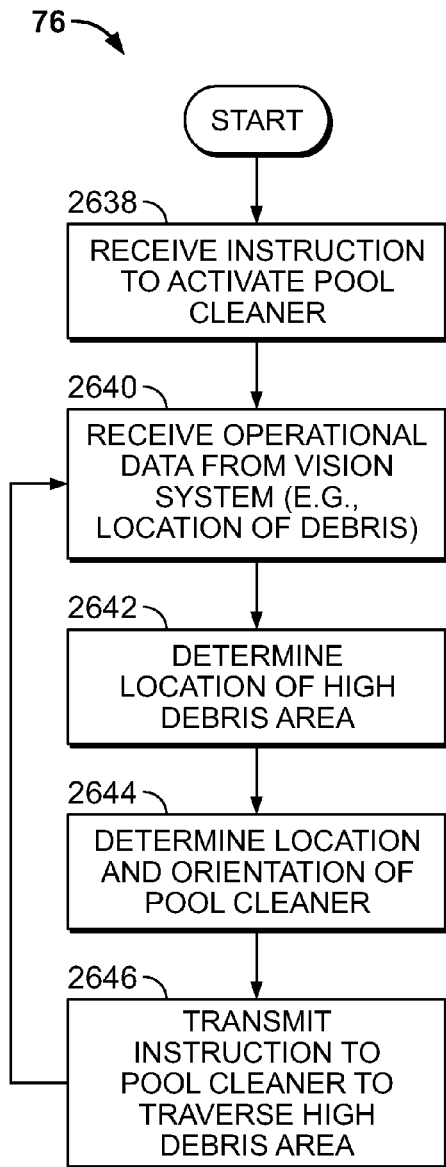 76
START
2638
RECEIVE INSTRUCTION
TO ACTIVATE POOL
CLEANER
2640
RECEIVE OPERATIONAL
DATA FROM VISION
SYSTEM (E.G.,
LOCATION OF DEBRIS)
2642
DETERMINE
LOCATION OF HIGH
DEBRIS AREA
2644
DETERMINE LOCATION
AND ORIENTATION OF
POOL CLEANER
2646
TRANSMIT
INSTRUCTION TO
POOL CLEANER TO
TRAVERSE HIGH
DEBRIS AREA